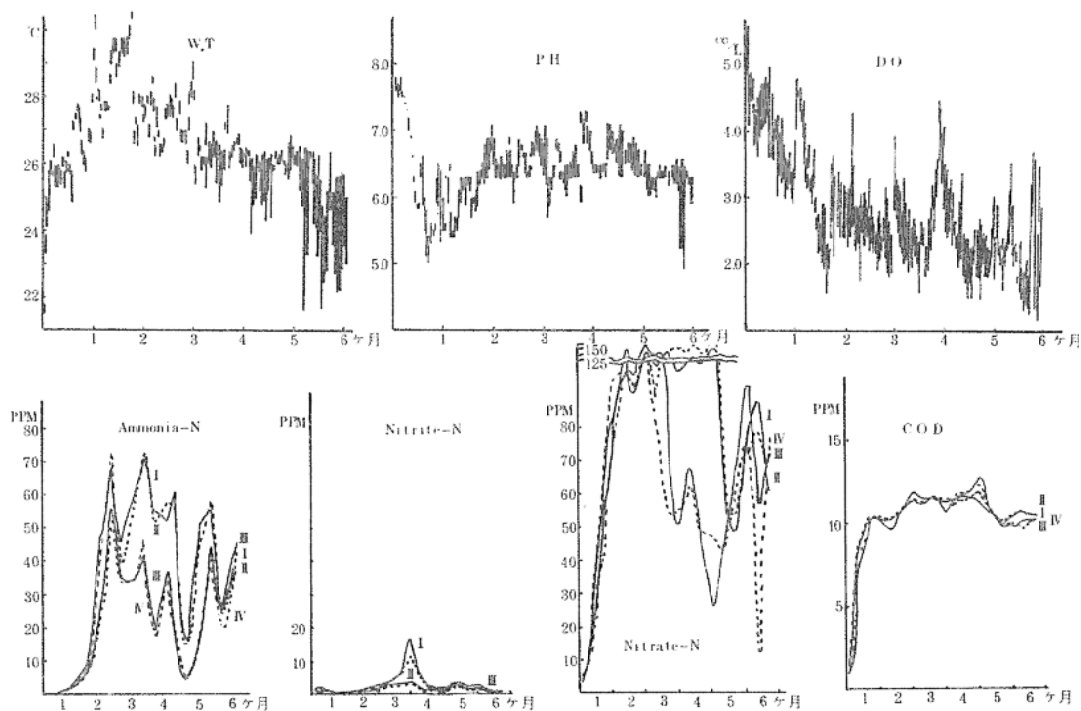 ℃
28
26
24
22
W.T
1 2 3 4 5 6ヶ月
8.0
7.0
6.0
5.0
PH
1 2 3 4 5 6ヶ月
cc/L
5.0
4.0
3.0
2.0
DO
1 2 3 4 5 6ヶ月
PPM
80
70
60
50
40
30
20
10
Ammonia-N
I
II
III
IV
III
I
II
IV
1 2 3 4 5 6ヶ月
PPM
20
10
Nitrite-N
I
II
III
1 2 3 4 5 6ヶ月
150
125
PPM
80
70
60
50
40
30
20
10
I
IV
III
II
Nitrate-N
1 2 3 4 5 6ヶ月
PPM
15
10
5
COD
II
I
III IV
1 2 3 4 5 6ヶ月